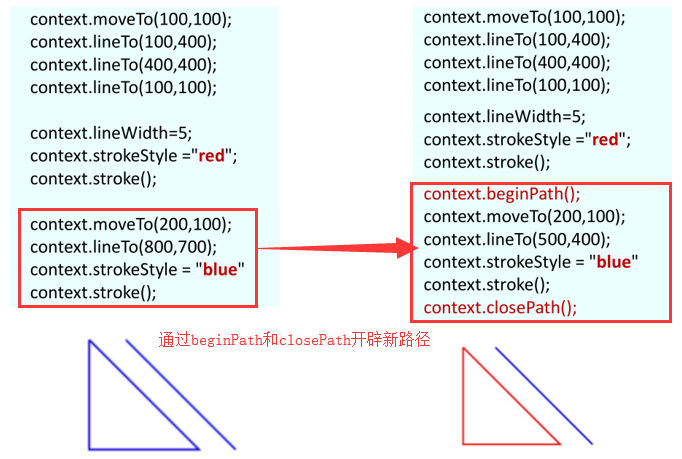 context.moveTo(100,100);
context.lineTo(100,400);
context.lineTo(400,400);
context.lineTo(100,100);
context.lineWidth=5;
context.strokeStyle ="red";
context.stroke();
context.moveTo(200,100);
context.lineTo(800,700);
context.strokeStyle = "blue"
context.stroke();
context.moveTo(100,100);
context.lineTo(100,400);
context.lineTo(400,400);
context.lineTo(100,100);
context.lineWidth=5;
context.strokeStyle ="red";
context.stroke();
context.beginPath();
context.moveTo(200,100);
context.lineTo(500,400);
context.strokeStyle = "blue"
context.stroke();
context.closePath();
通过beginPath和closePath开辟新路径